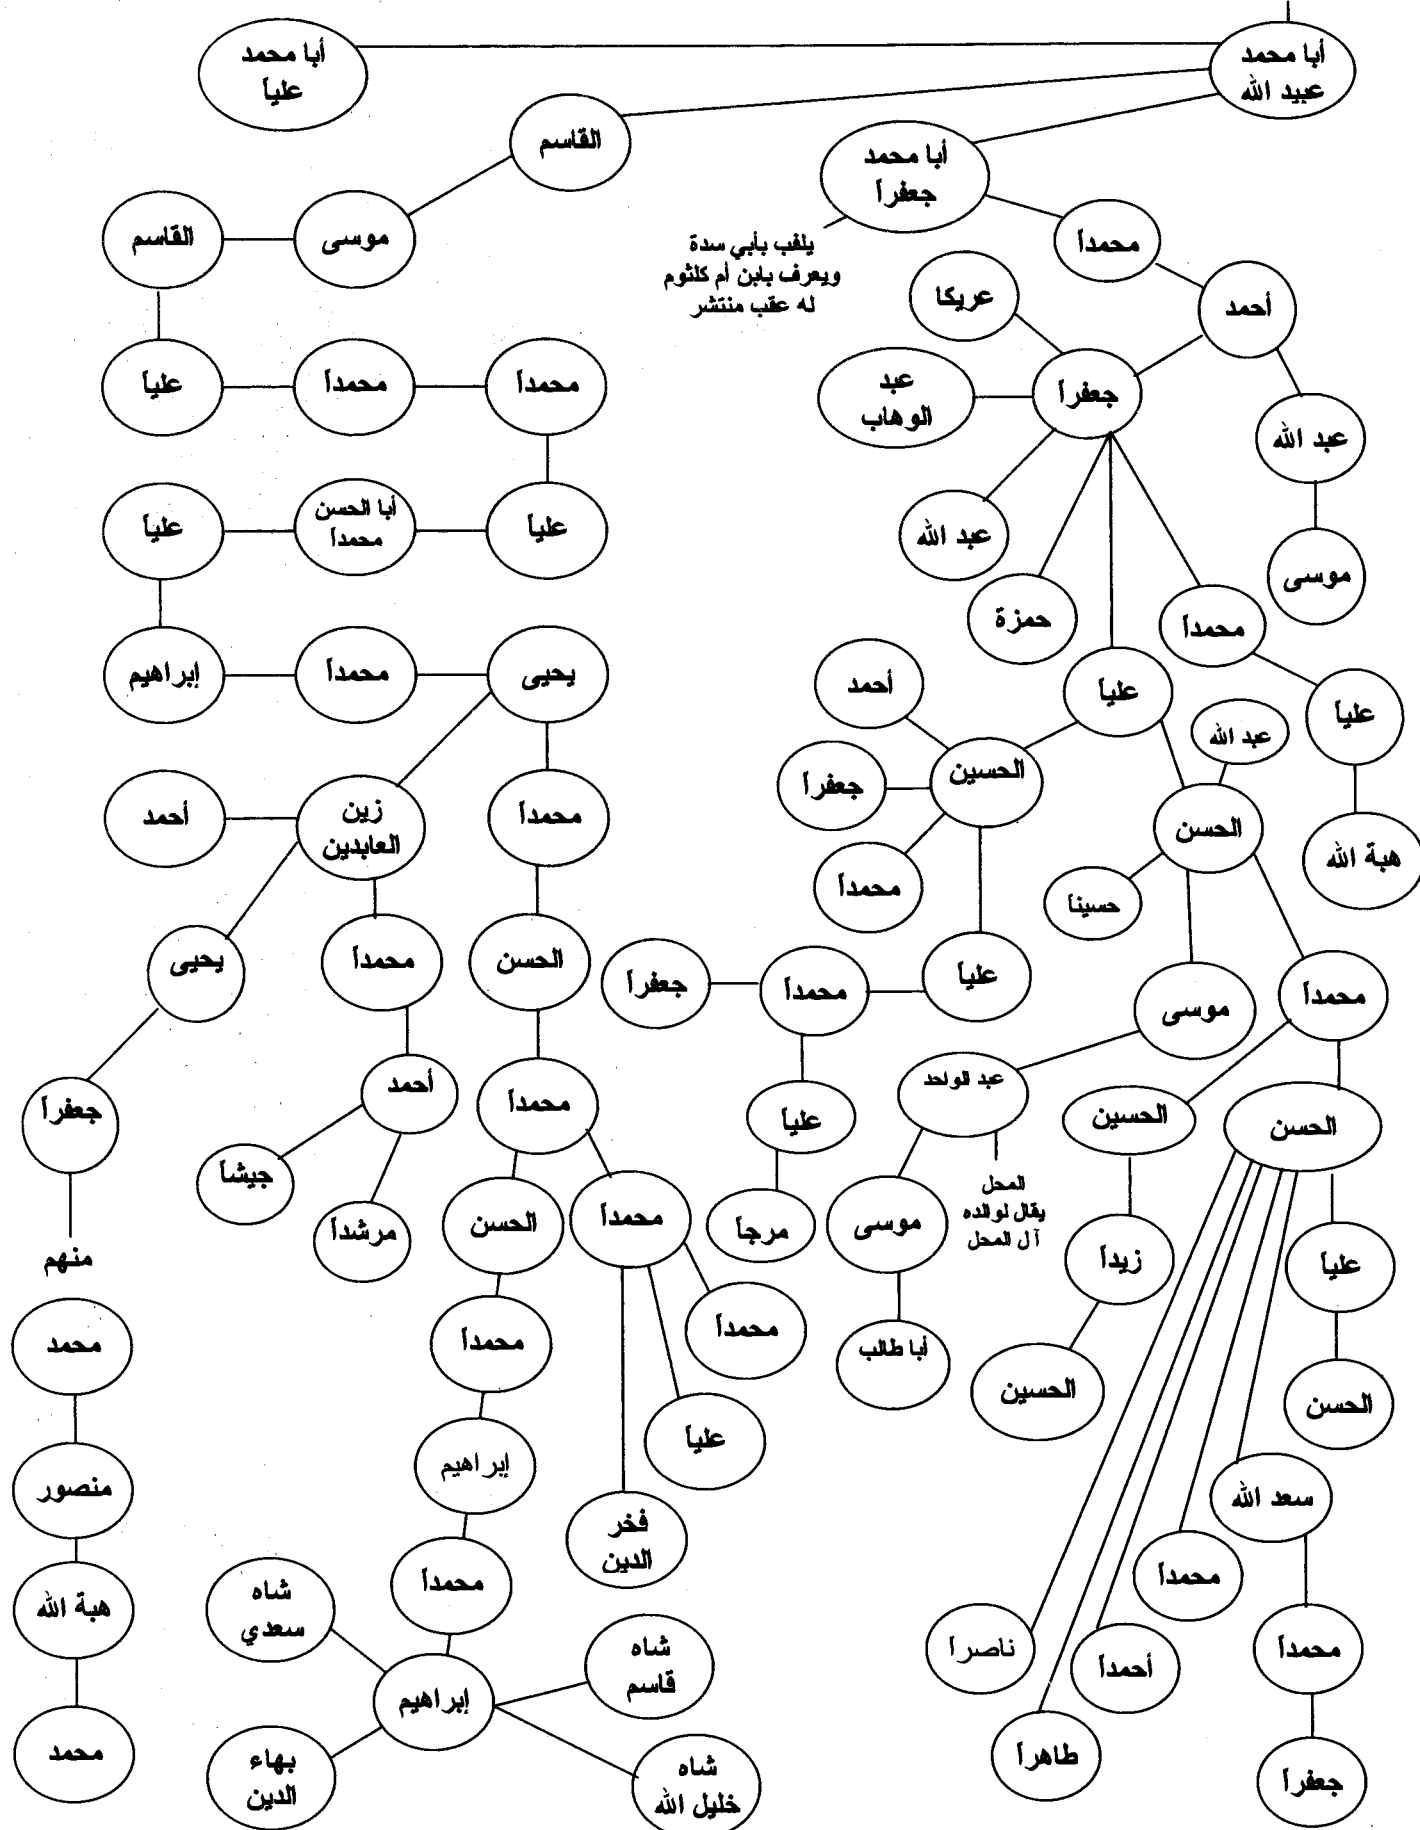 أبا محمد
عبيد الله
أبا محمد
علياً
القاسم
أبا محمد
جعفراً
يلقب بأبي سدة
ويعرف بابن أم كلثوم
له عقب منتشر
محمداً
موسى
القاسم
أحمد
عريكا
جعفراً
عبد
الوهاب
عبد الله
موسى
محمداً
محمداً
علياً
علياً
أبا الحسن
محمداً
علياً
عبد الله
حمزة
علياً
محمداً
علياً
هبة الله
يحيى
محمداً
إبراهيم
أحمد
الحسين
جعفراً
محمداً
علياً
عبد الله
الحسن
حسينا
موسى
محمداً
محمداً
زين
العابدين
أحمد
يحيى
محمداً
الحسن
جعفراً
محمداً
علياً
مرجاً
عبد الواحد
المحل
يقال لوالده
آل المحل
موسى
أبا طالب
الحسين
زيداً
الحسين
الحسن
علياً
الحسن
سعد الله
محمداً
جعفراً
محمداً
أحمداً
طاهراً
ناصراً
جعفراً
منهم
محمد
منصور
هبة الله
محمد
أحمد
جيشاً
مرشداً
محمداً
الحسن
محمداً
محمداً
علياً
فخر
الدين
محمداً
إبراهيم
محمداً
إبراهيم
شاه
سعدي
شاه
قاسم
بهاء
الدين
شاه
خليل الله